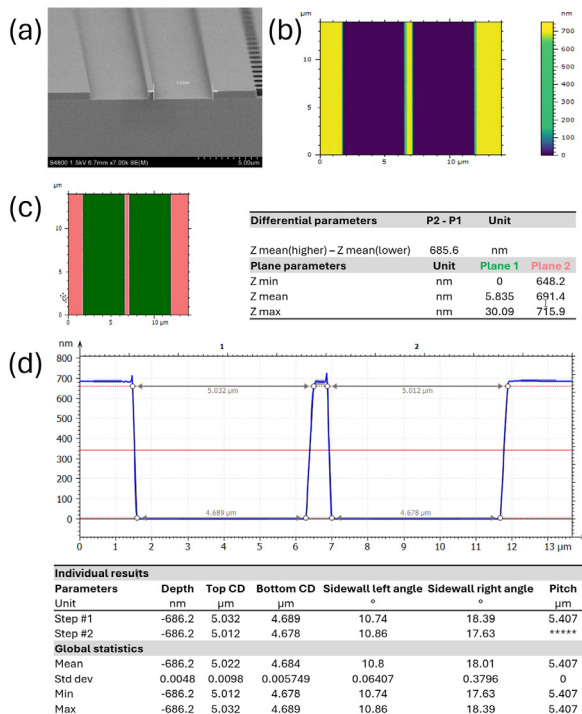 (a)
S4800 1.5kV 6.7mm x7.00k SE(M)
5.00um
(b)
µm
10
5
0
0
10 µm
nm
700
600
500
400
300
200
100
0
(c)
µm
10
5
0
0
5
10 µm
Differential parameters P2 - P1 Unit
Z mean(higher) – Z mean(lower) 685.6 nm
Plane parameters Unit Plane 1 Plane 2
Z min nm 0 648.2
Z mean nm 5.835 691.4
Z max nm 30.09 715.9
(d)
nm
1 2
800
700
600
500
400
300
200
100
0
5.032 µm 5.012 µm
4.689 µm 4.678 µm
0 1 2 3 4 5 6 7 8 9 10 11 12 13 µm
Individual results
Parameters Depth Top CD Bottom CD Sidewall left angle Sidewall right angle Pitch
Unit nm µm µm º º µm
Step #1 -686.2 5.032 4.689 10.74 18.39 5.407
Step #2 -686.2 5.012 4.678 10.86 17.63 *****
Global statistics
Mean -686.2 5.022 4.684 10.8 18.01 5.407
Std dev 0.0048 0.0098 0.005749 0.06407 0.3796 0
Min -686.2 5.012 4.678 10.74 17.63 5.407
Max -686.2 5.032 4.689 10.86 18.39 5.407